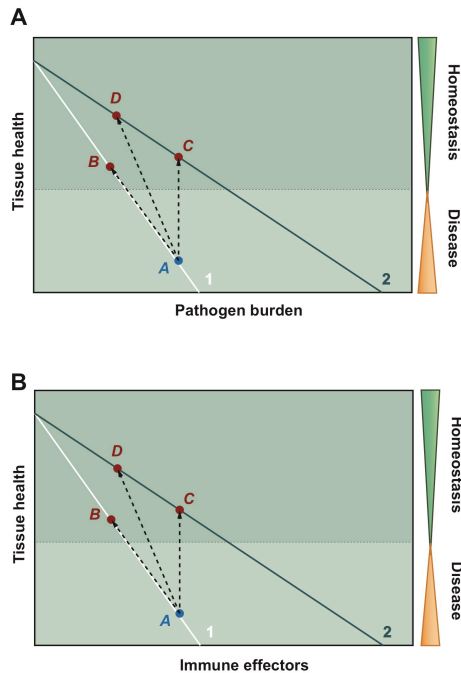 A
Tissue health
D
B
C
A
1
2
Pathogen burden
Homeostasis
Disease
B
Tissue health
D
B
C
A
1
2
Immune effectors
Homeostasis
Disease